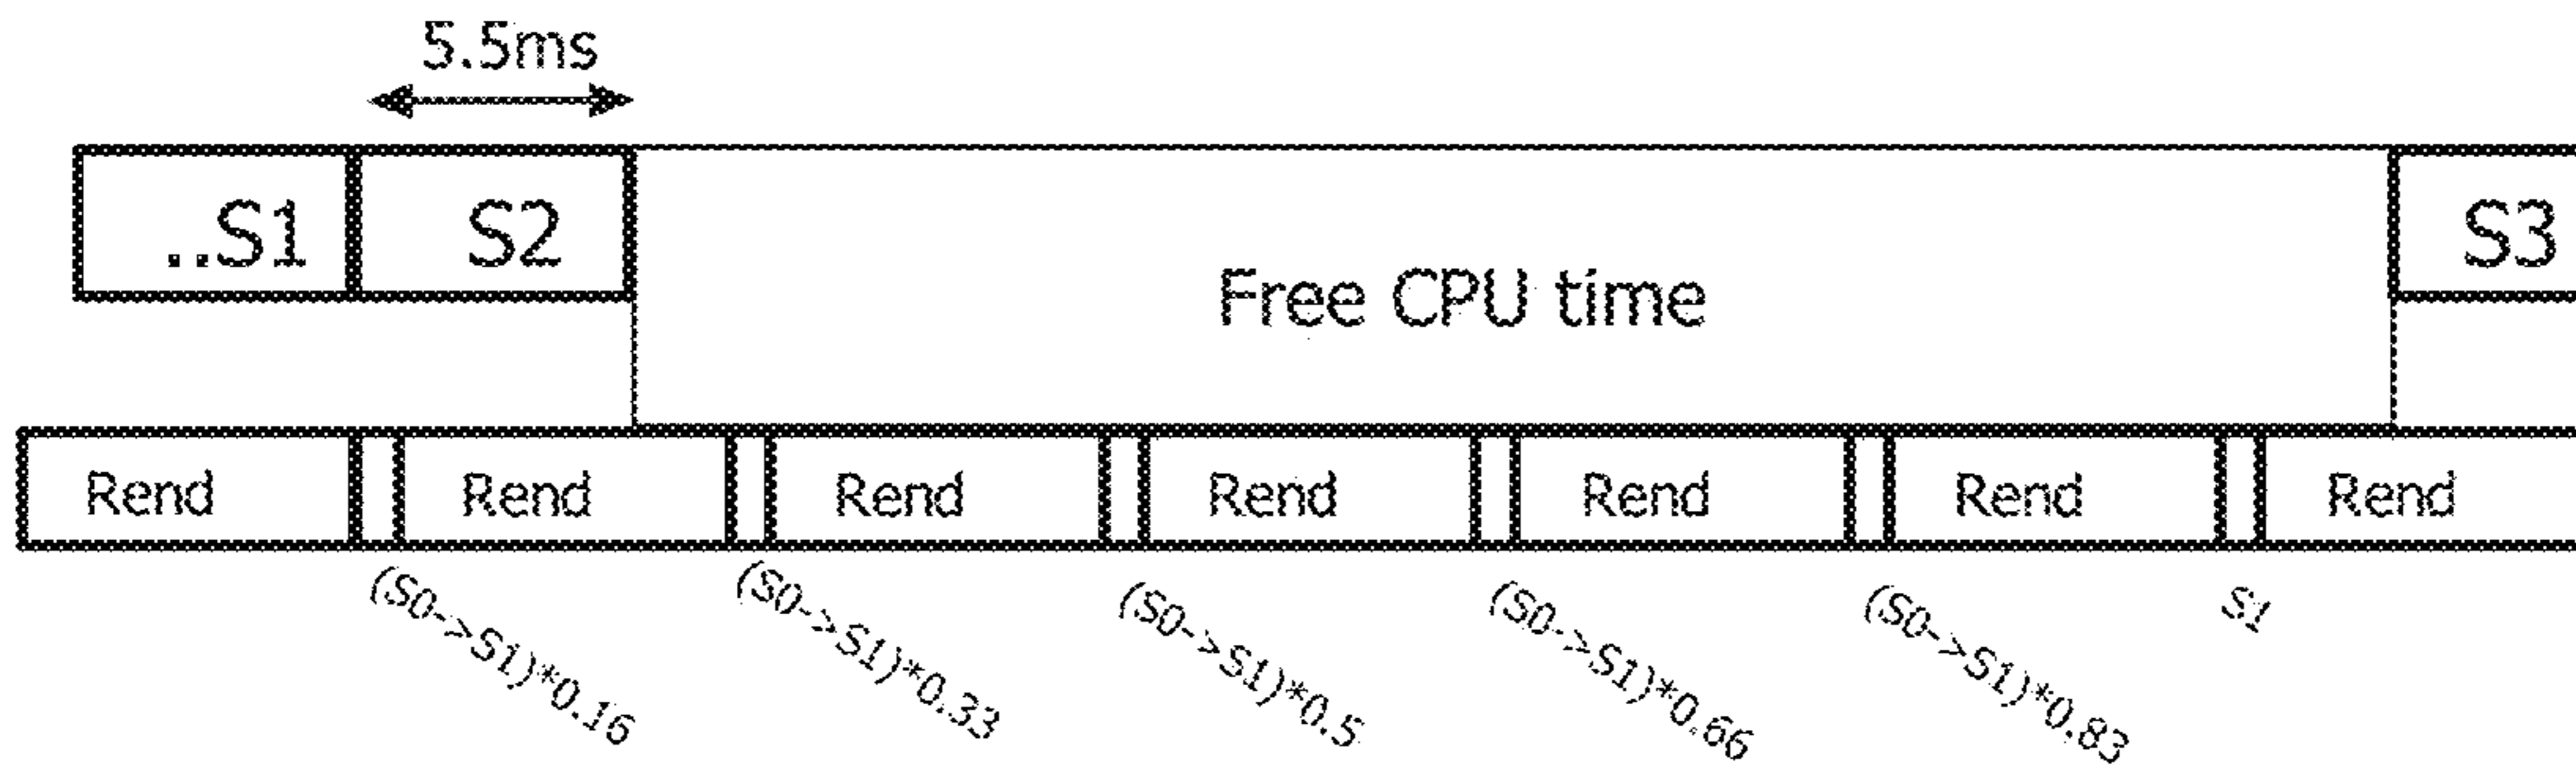 5.5ms
..S1
S2
S3
Free CPU time
Rend
Rend
Rend
Rend
Rend
Rend
Rend
(S0->S1)*0.16
(S0->S1)*0.33
(S0->S1)*0.5
(S0->S1)*0.66
(S0->S1)*0.83
S1